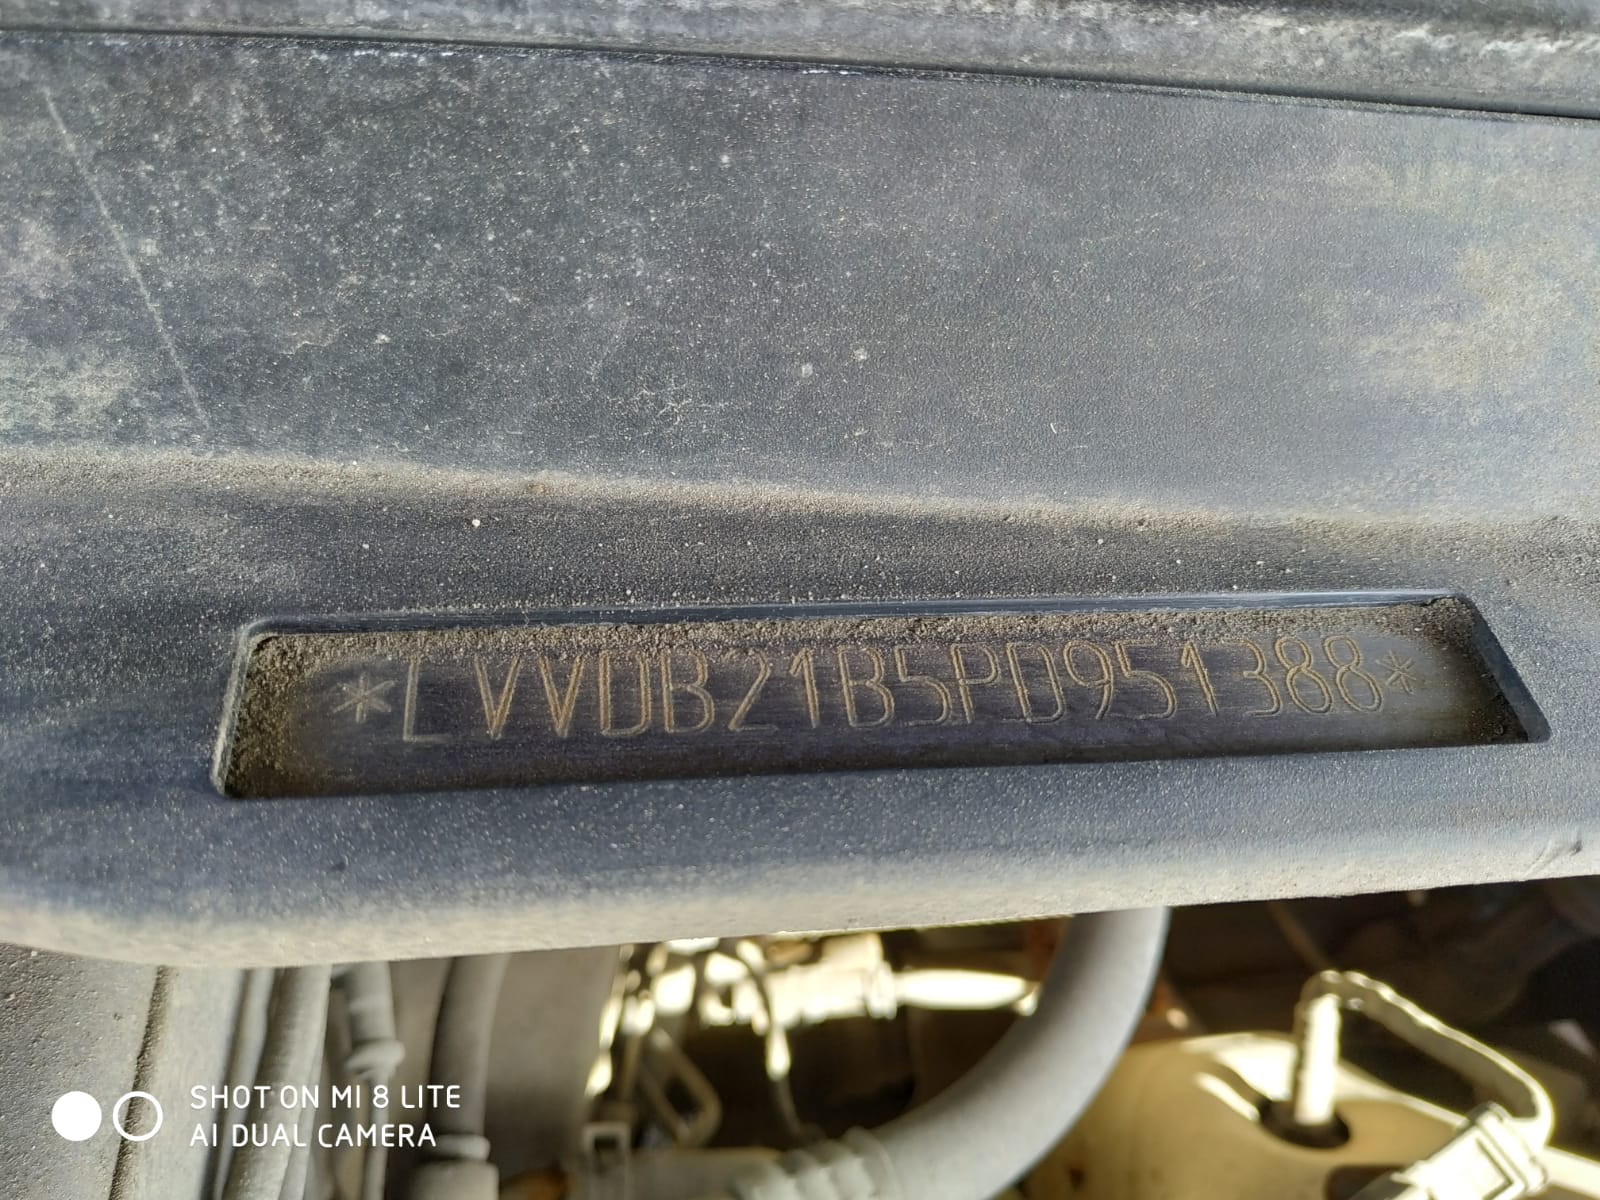 *LVVDB21B5PD951388*
SHOT ON MI 8 LITE
AI DUAL CAMERA